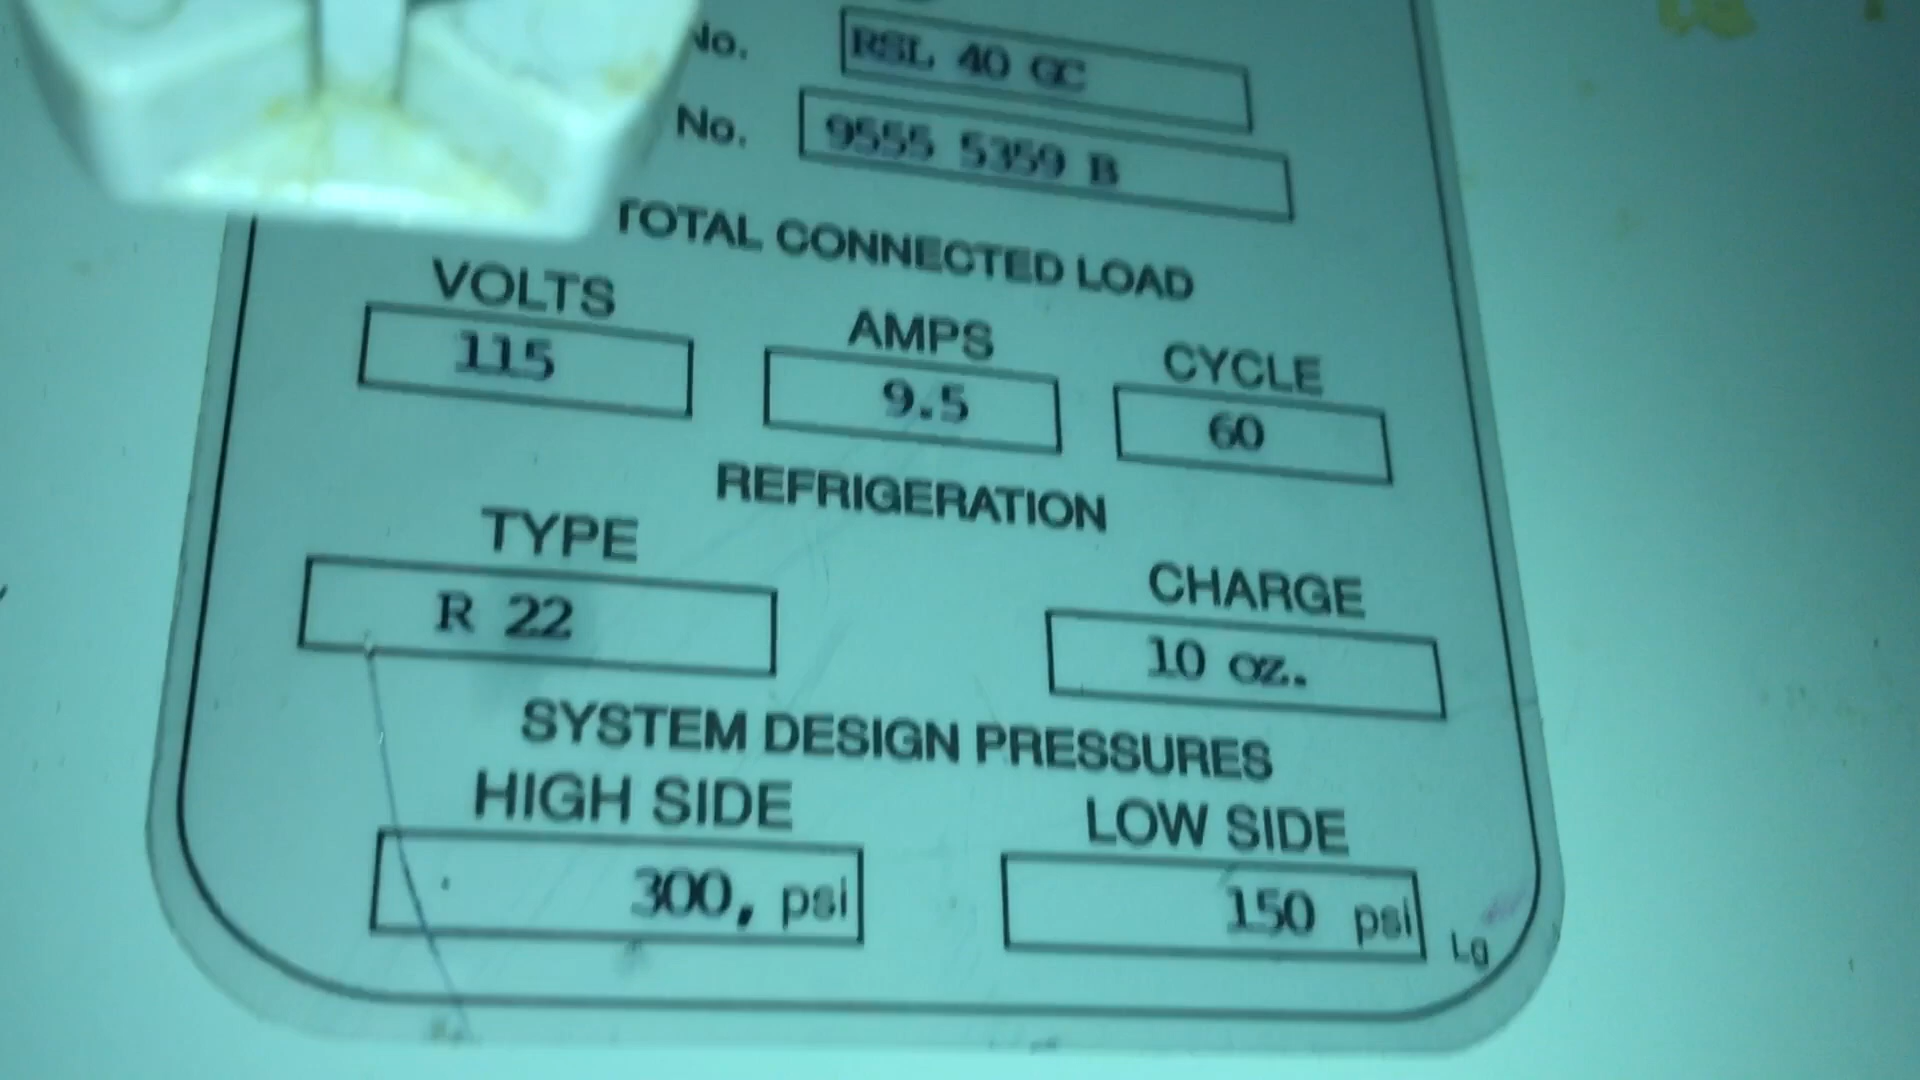 No. RSL 40 GC
No. 9555 5359 B
TOTAL CONNECTED LOAD
VOLTS AMPS CYCLE
115 9.5 60
REFRIGERATION
TYPE CHARGE
R 22 10 oz..
SYSTEM DESIGN PRESSURES
HIGH SIDE LOW SIDE
300, psi 150 psi Lg